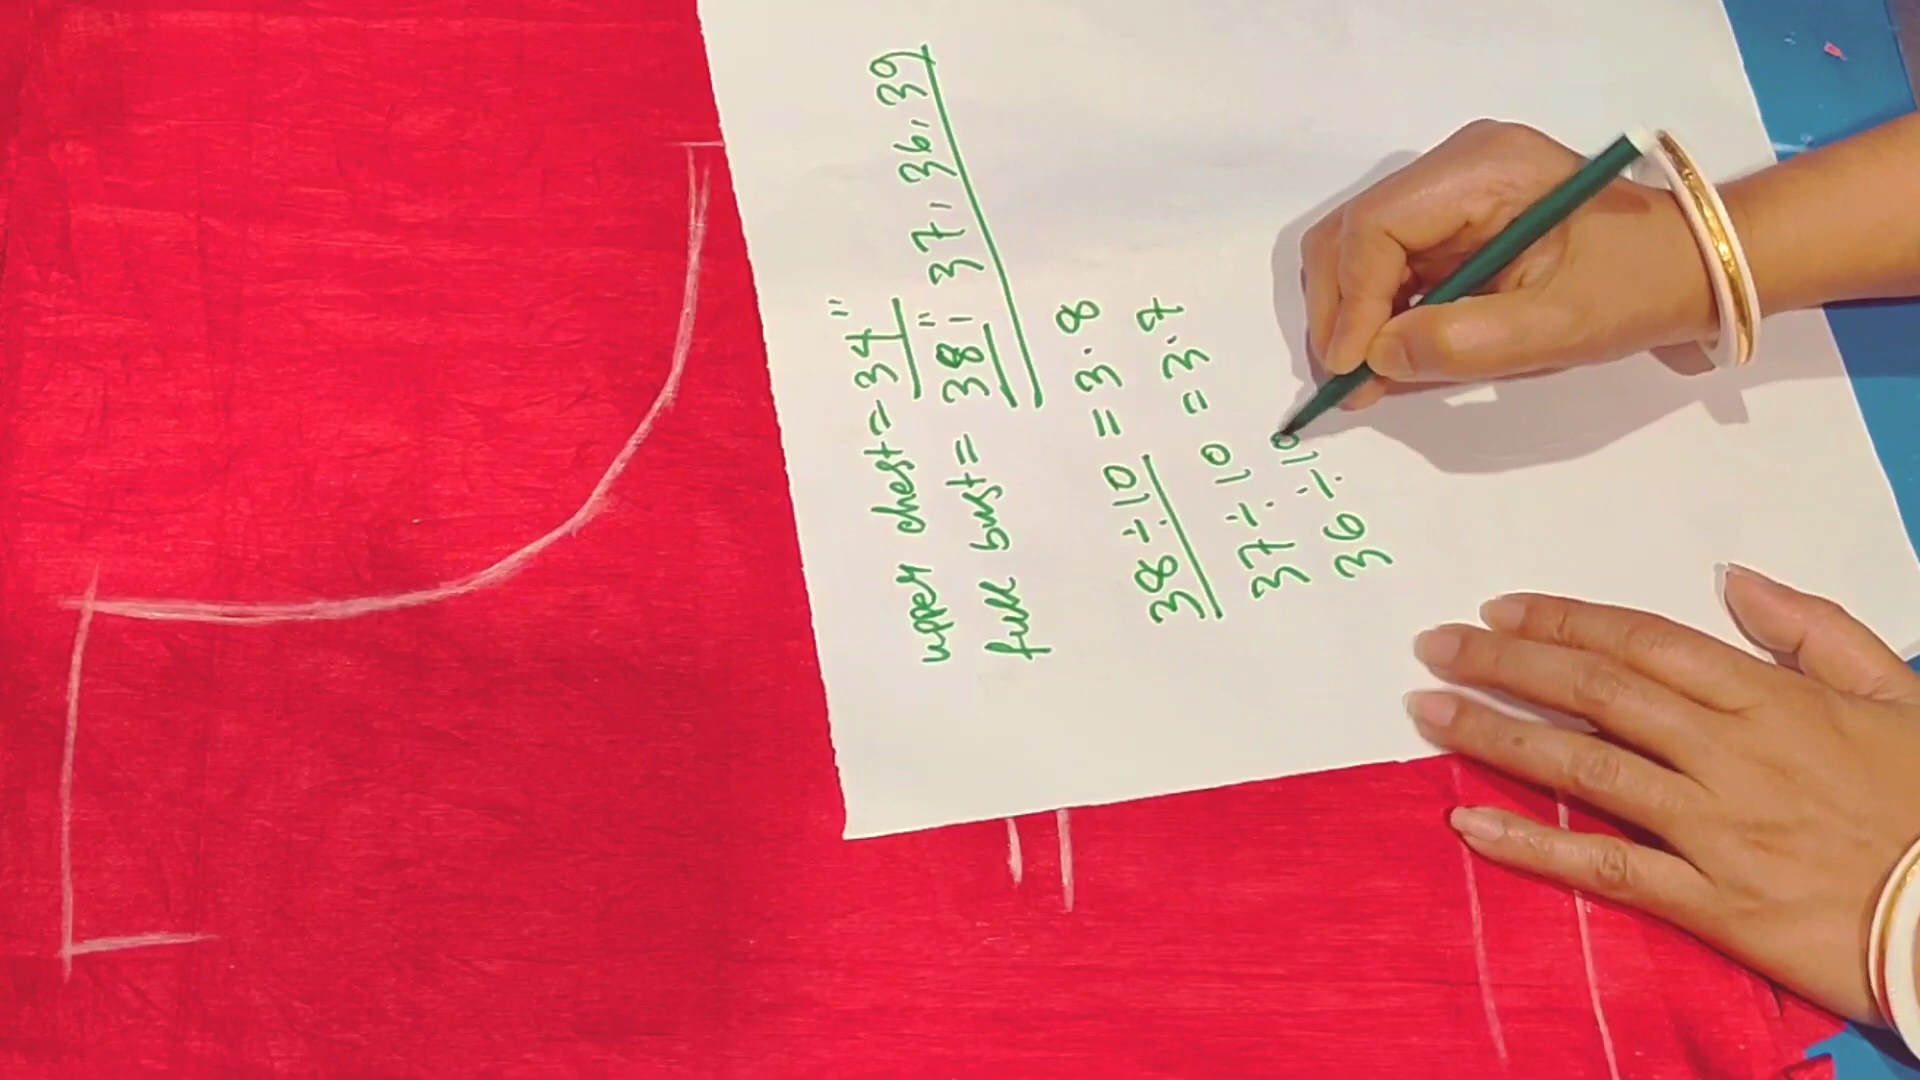 upper chest = 34"
full bust = 38", 37, 36, 39
38 ÷ 10 = 3.8
37 ÷ 10 = 3.7
36 ÷ 10